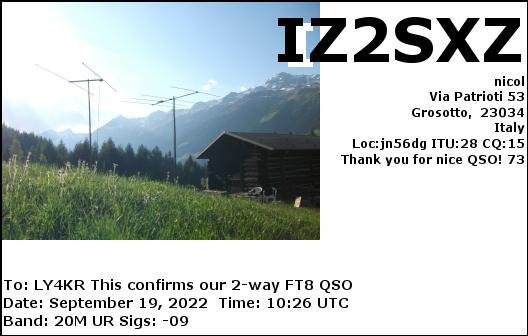 IZ2SXZ
nicol
Via Patrioti 53
Grosotto, 23034
Italy
Loc:jn56dg ITU:28 CQ:15
Thank you for nice QSO! 73
To: LY4KR This confirms our 2-way FT8 QSO
Date: September 19, 2022 Time: 10:26 UTC
Band: 20M UR Sigs: -09